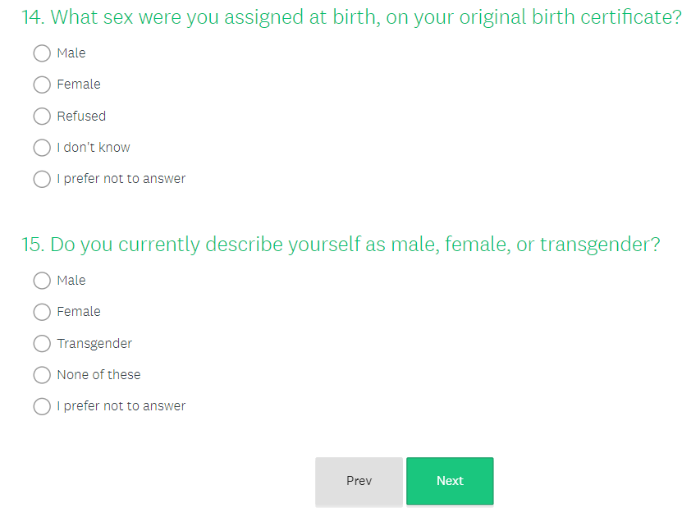 14. What sex were you assigned at birth, on your original birth certificate?
Male
Female
Refused
I don't know
I prefer not to answer
15. Do you currently describe yourself as male, female, or transgender?
Male
Female
Transgender
None of these
I prefer not to answer
Prev
Next